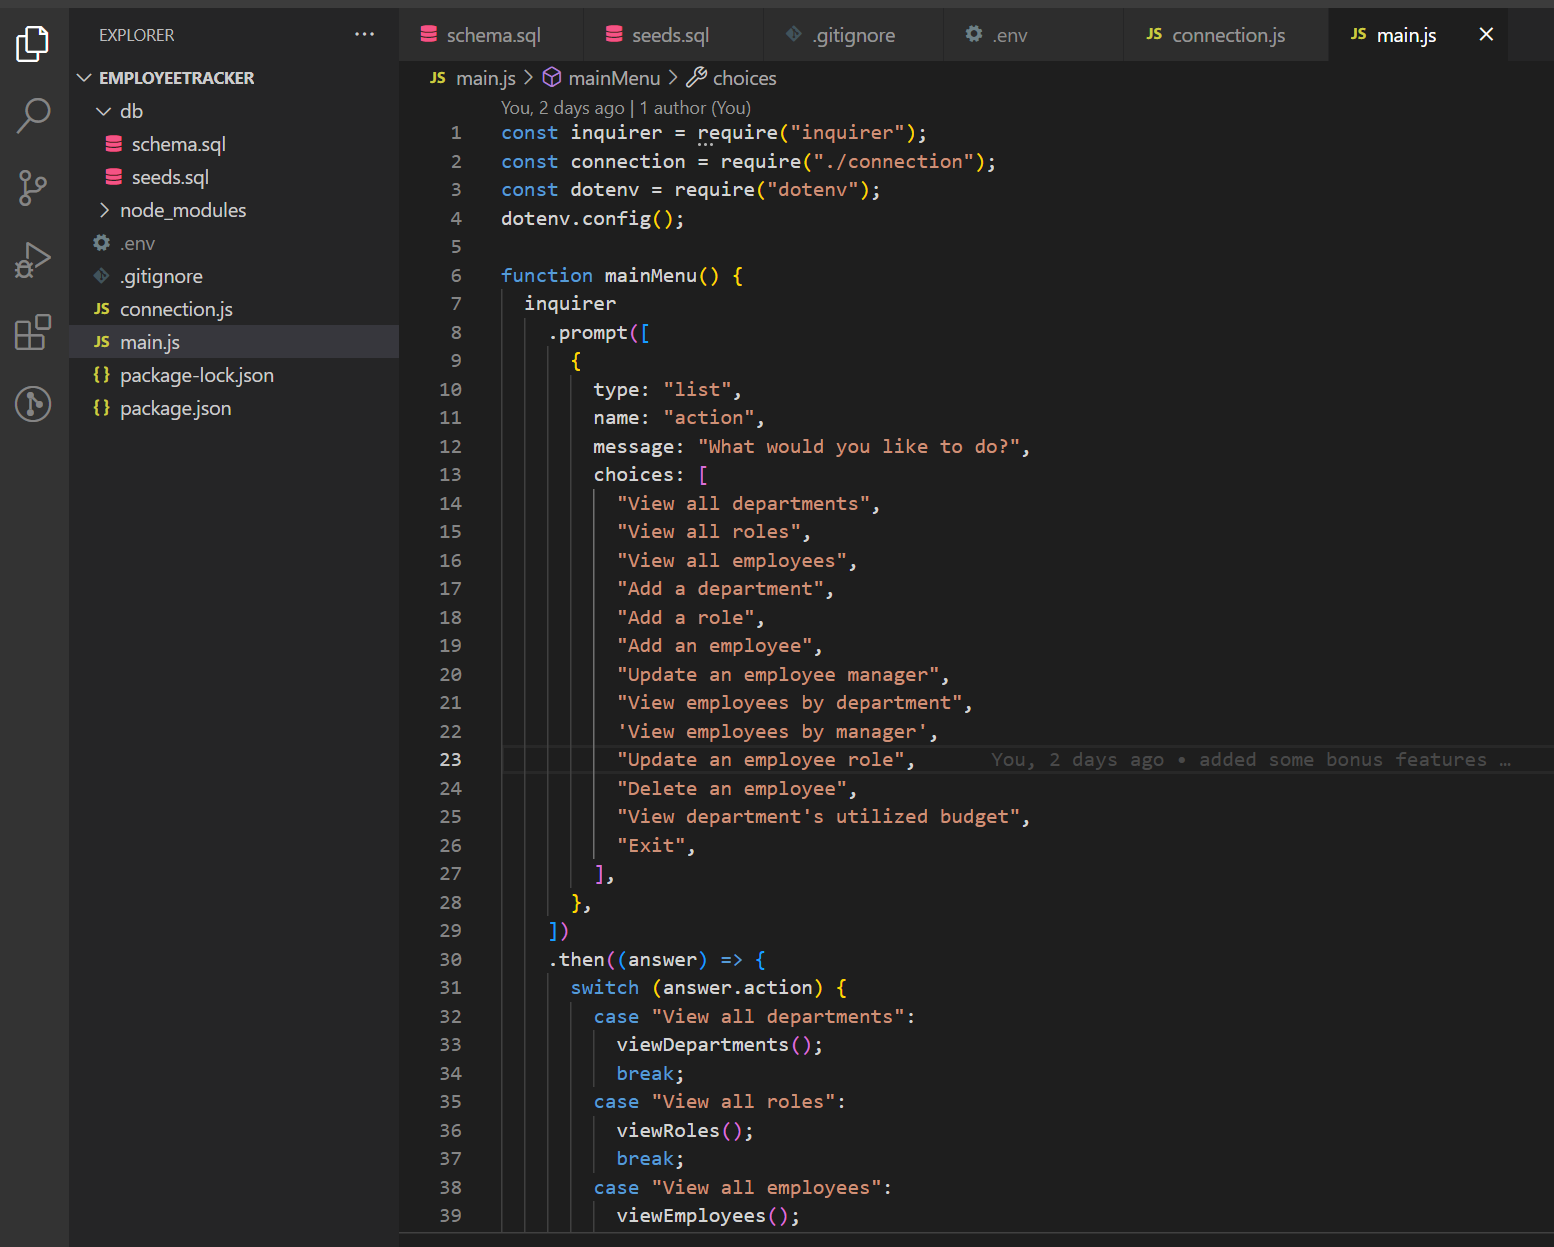 EXPLORER ···
EMPLOYEETRACKER
db
schema.sql
seeds.sql
node_modules
.env
.gitignore
JS connection.js
JS main.js
{} package-lock.json
{} package.json
schema.sql seeds.sql .gitignore .env JS connection.js JS main.js ×
JS main.js > mainMenu > choices
You, 2 days ago | 1 author (You)
1 const inquirer = require("inquirer");
2 const connection = require("./connection");
3 const dotenv = require("dotenv");
4 dotenv.config();
5
6 function mainMenu() {
7 inquirer
8 .prompt([
9 {
10 type: "list",
11 name: "action",
12 message: "What would you like to do?",
13 choices: [
14 "View all departments",
15 "View all roles",
16 "View all employees",
17 "Add a department",
18 "Add a role",
19 "Add an employee",
20 "Update an employee manager",
21 "View employees by department",
22 'View employees by manager',
23 "Update an employee role", You, 2 days ago • added some bonus features …
24 "Delete an employee",
25 "View department's utilized budget",
26 "Exit",
27 ],
28 },
29 ])
30 .then((answer) => {
31 switch (answer.action) {
32 case "View all departments":
33 viewDepartments();
34 break;
35 case "View all roles":
36 viewRoles();
37 break;
38 case "View all employees":
39 viewEmployees();